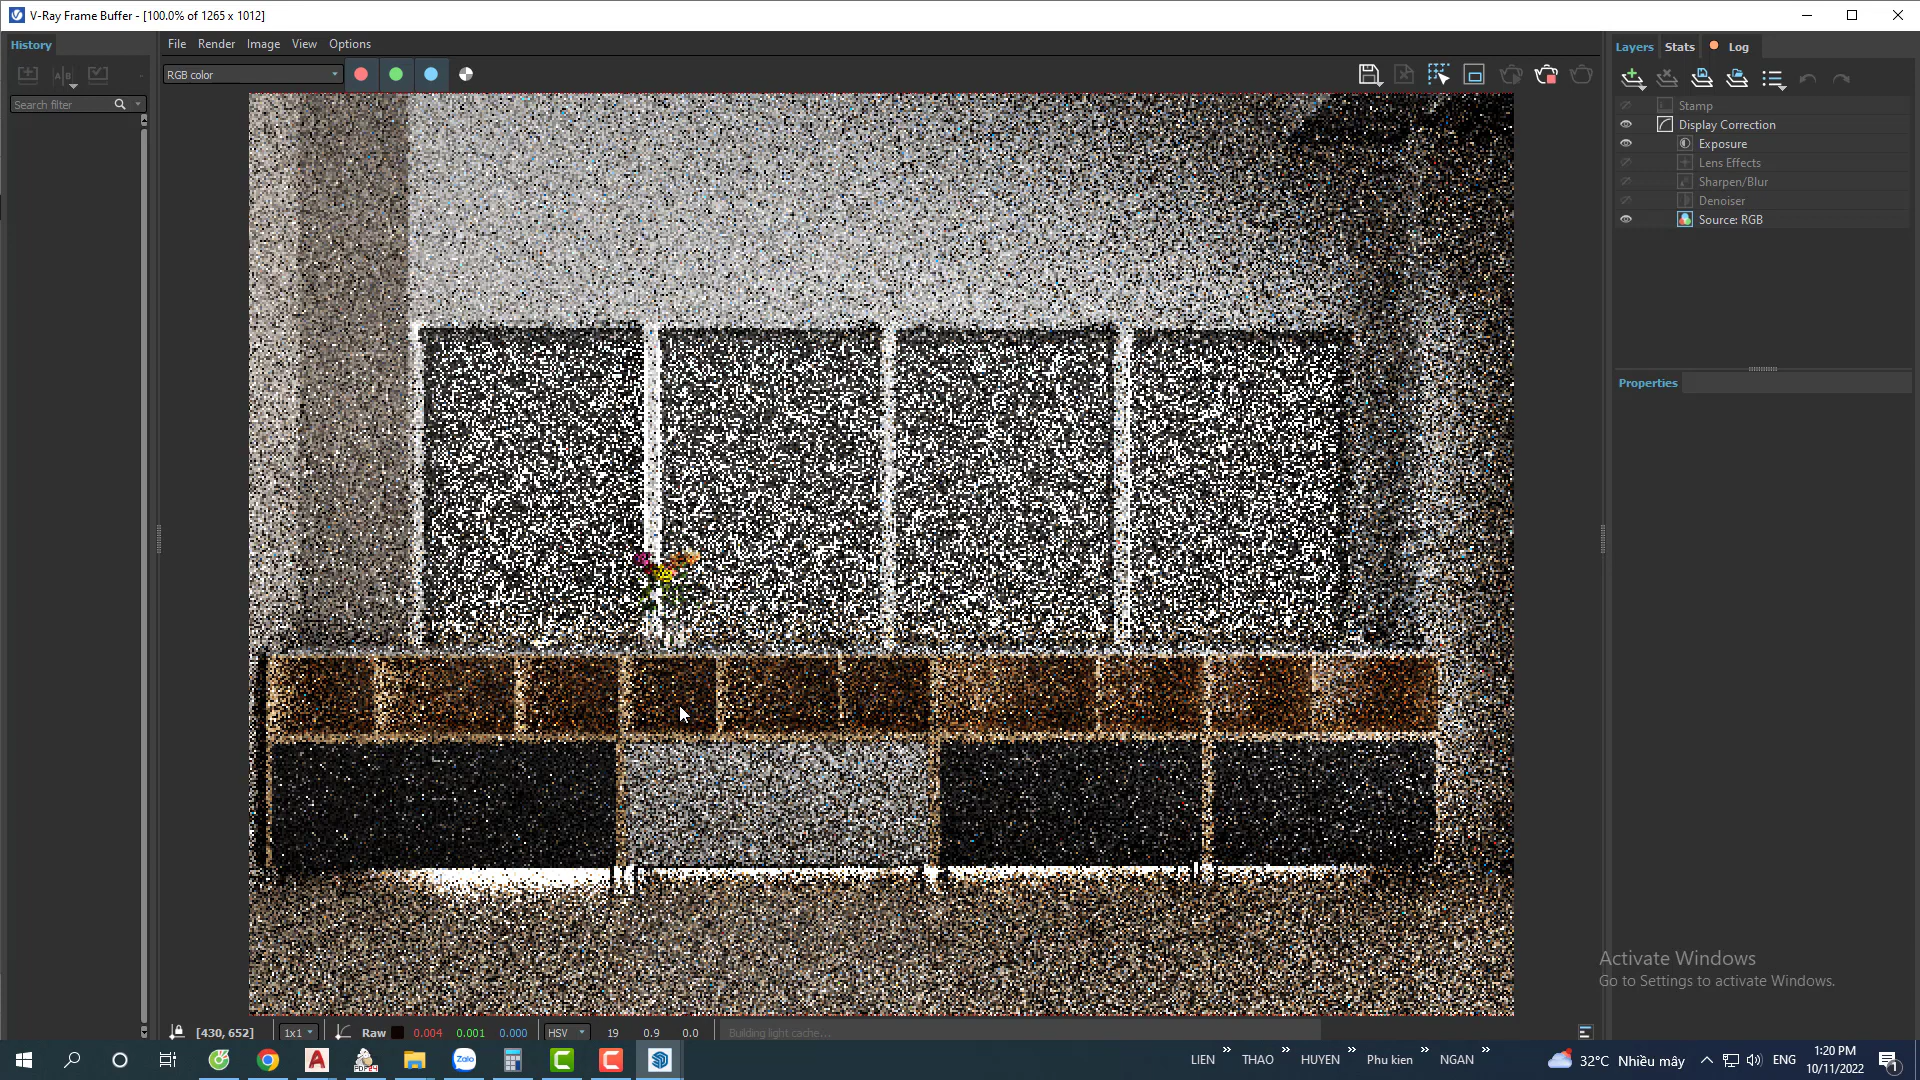 V-Ray Frame Buffer - [100.0% of 1265 x 1012]
History
File Render Image View Options
Layers Stats Log
RGB color
Search filter
Stamp
Display Correction
Exposure
Lens Effects
Sharpen/Blur
Denoiser
Source: RGB
Properties
Activate Windows
Go to Settings to activate Windows.
[430, 652] 1x1 Raw 0.004 0.001 0.000 HSV 19 0.9 0.0 Building light cache...
LIEN THAO HUYEN Phu kien NGAN 32°C Nhiều mây ENG
1:20 PM
10/11/2022
Zalo
PDF24
1